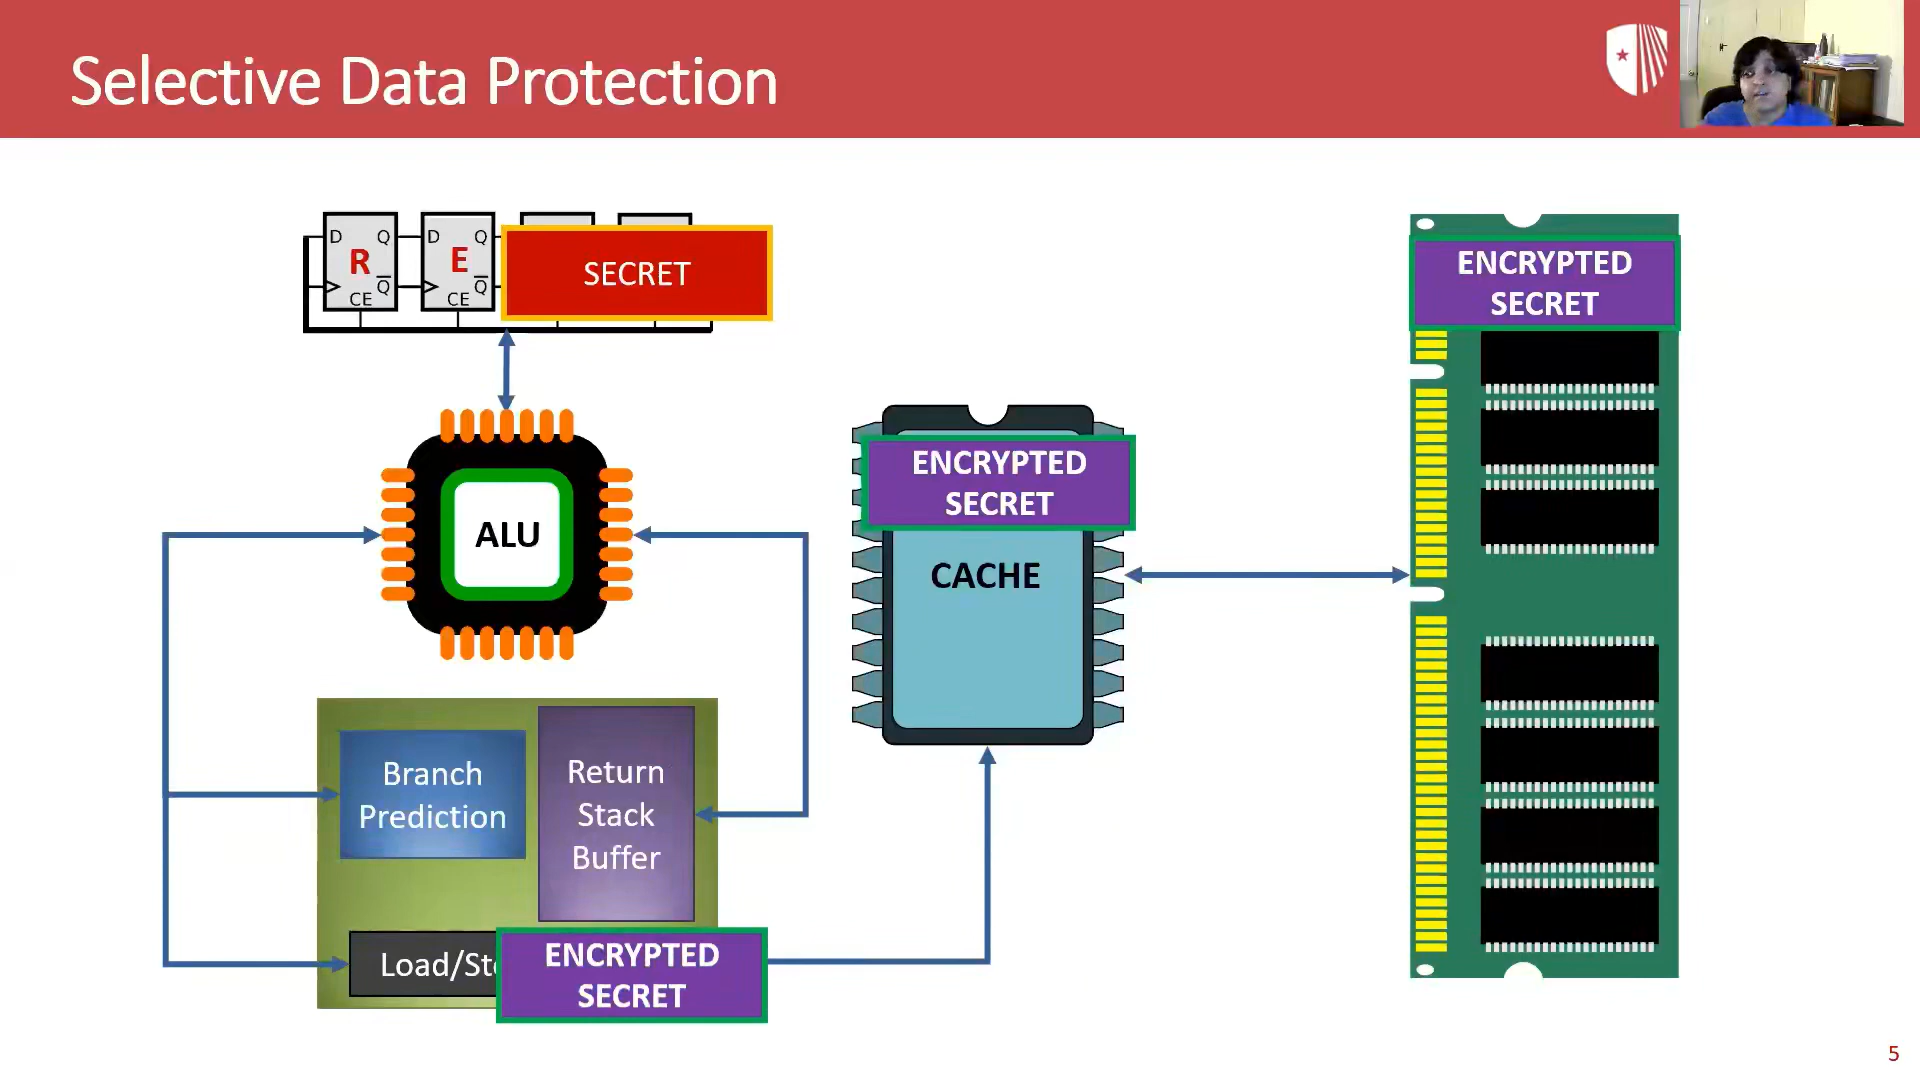 Selective Data Protection
D Q
R
CE Q
D Q
E
CE Q
SECRET
ENCRYPTED
SECRET
ALU
ENCRYPTED
SECRET
CACHE
Branch
Prediction
Return
Stack
Buffer
Load/Sto
ENCRYPTED
SECRET
5